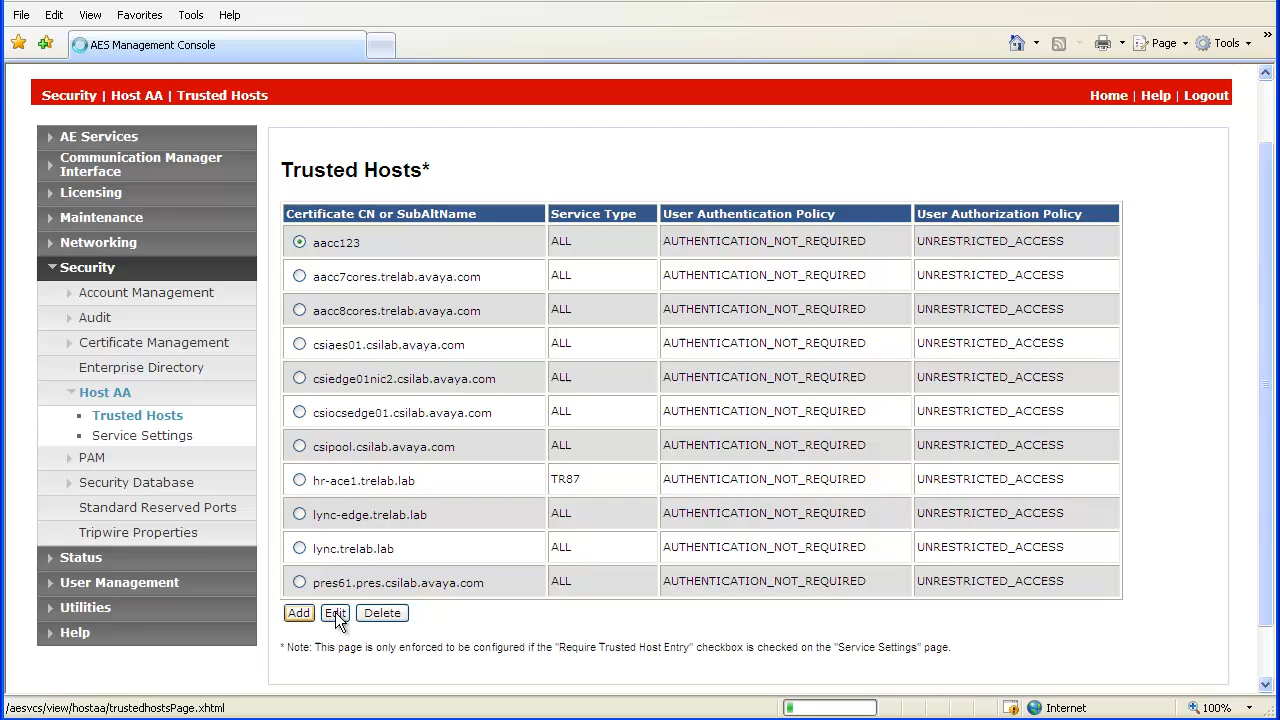 File Edit View Favorites Tools Help
AES Management Console
Page Tools »
Security | Host AA | Trusted Hosts
Home | Help | Logout
AE Services
Communication Manager
Interface
Licensing
Maintenance
Networking
Security
Account Management
Audit
Certificate Management
Enterprise Directory
Host AA
Trusted Hosts
Service Settings
PAM
Security Database
Standard Reserved Ports
Tripwire Properties
Status
User Management
Utilities
Help
Trusted Hosts*
Certificate CN or SubAltName Service Type User Authentication Policy User Authorization Policy
aacc123 ALL AUTHENTICATION_NOT_REQUIRED UNRESTRICTED_ACCESS
aacc7cores.trelab.avaya.com ALL AUTHENTICATION_NOT_REQUIRED UNRESTRICTED_ACCESS
aacc8cores.trelab.avaya.com ALL AUTHENTICATION_NOT_REQUIRED UNRESTRICTED_ACCESS
csiaes01.csilab.avaya.com ALL AUTHENTICATION_NOT_REQUIRED UNRESTRICTED_ACCESS
csiedge01nic2.csilab.avaya.com ALL AUTHENTICATION_NOT_REQUIRED UNRESTRICTED_ACCESS
csiocsedge01.csilab.avaya.com ALL AUTHENTICATION_NOT_REQUIRED UNRESTRICTED_ACCESS
csipool.csilab.avaya.com ALL AUTHENTICATION_NOT_REQUIRED UNRESTRICTED_ACCESS
hr-ace1.trelab.lab TR87 AUTHENTICATION_NOT_REQUIRED UNRESTRICTED_ACCESS
lync-edge.trelab.lab ALL AUTHENTICATION_NOT_REQUIRED UNRESTRICTED_ACCESS
lync.trelab.lab ALL AUTHENTICATION_NOT_REQUIRED UNRESTRICTED_ACCESS
pres61.pres.csilab.avaya.com ALL AUTHENTICATION_NOT_REQUIRED UNRESTRICTED_ACCESS
Add Edit Delete
* Note: This page is only enforced to be configured if the "Require Trusted Host Entry" checkbox is checked on the "Service Settings" page.
/aesvcs/view/hostaa/trustedhostsPage.xhtml Internet 100%